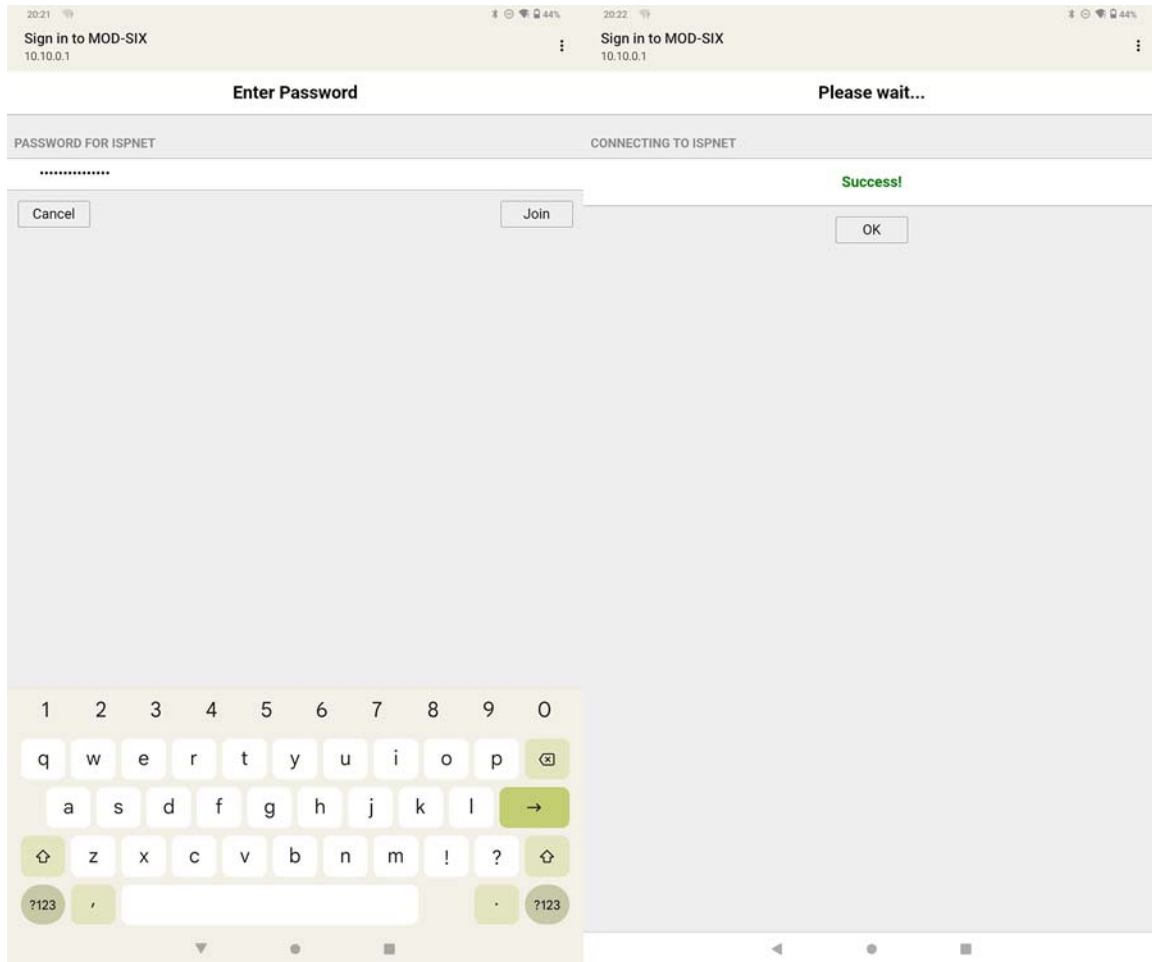 20:21
44%
Sign in to MOD-SIX
10.10.0.1
Enter Password
PASSWORD FOR ISPNET
•••••••••••••••
Cancel
Join
1 2 3 4 5 6 7 8 9 0
q w e r t y u i o p
a s d f g h j k l
z x c v b n m ! ?
?123 , . ?123
20:22
44%
Sign in to MOD-SIX
10.10.0.1
Please wait...
CONNECTING TO ISPNET
Success!
OK